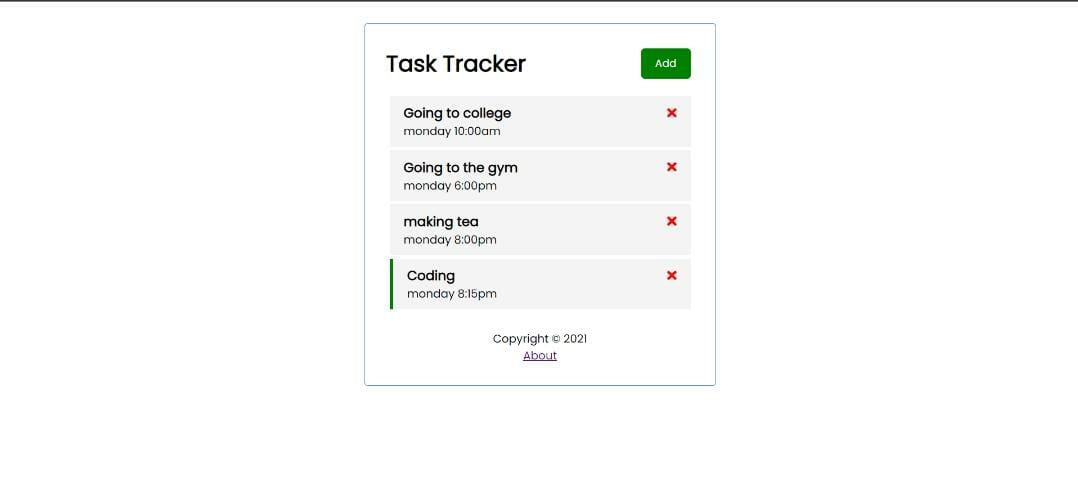 Task Tracker
Add
Going to college
monday 10:00am
Going to the gym
monday 6:00pm
making tea
monday 8:00pm
Coding
monday 8:15pm
Copyright © 2021
About